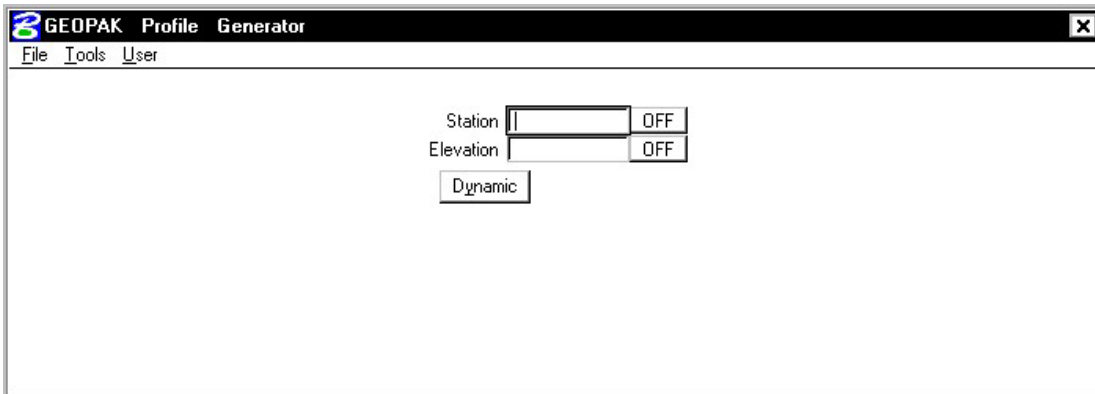 GEOPAK Profile Generator
File Tools User
Station OFF
Elevation OFF
Dynamic